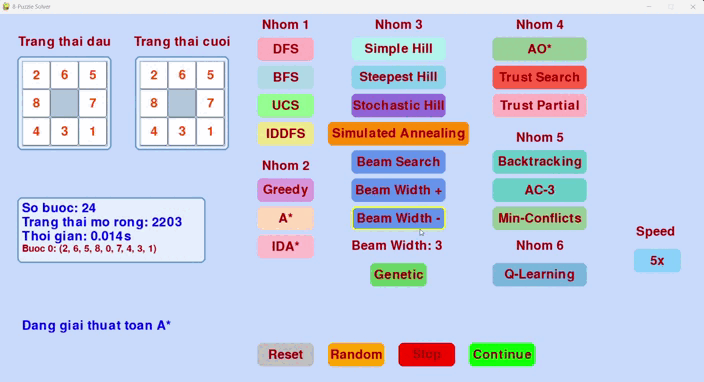 8-Puzzle Solver
Trang thai dau
Trang thai cuoi
2 6 5
8 7
4 3 1
2 6 5
8 7
4 3 1
So buoc: 24
Trang thai mo rong: 2203
Thoi gian: 0.014s
Buoc 0: (2, 6, 5, 8, 0, 7, 4, 3, 1)
Dang giai thuat toan A*
Nhom 1
DFS
BFS
UCS
IDDFS
Nhom 2
Greedy
A*
IDA*
Nhom 3
Simple Hill
Steepest Hill
Stochastic Hill
Simulated Annealing
Beam Search
Beam Width +
Beam Width -
Beam Width: 3
Genetic
Nhom 4
AO*
Trust Search
Trust Partial
Nhom 5
Backtracking
AC-3
Min-Conflicts
Nhom 6
Q-Learning
Speed
5x
Reset
Random
Stop
Continue